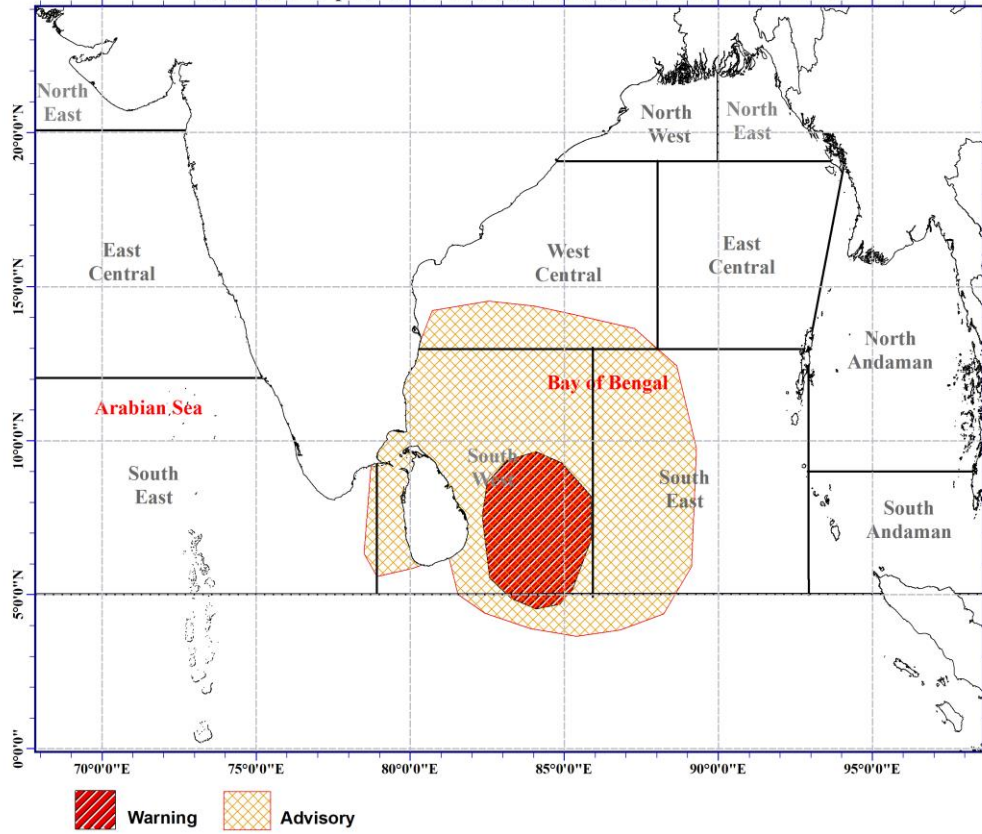 North
East
North
West
North
East
20°0'0"N
East
Central
West
Central
East
Central
15°0'0"N
North
Andaman
Bay of Bengal
Arabian Sea
10°0'0"N
South
East
South
West
South
East
South
Andaman
5°0'0"N
0°0'0"
70°0'0"E
75°0'0"E
80°0'0"E
85°0'0"E
90°0'0"E
95°0'0"E
Warning
Advisory